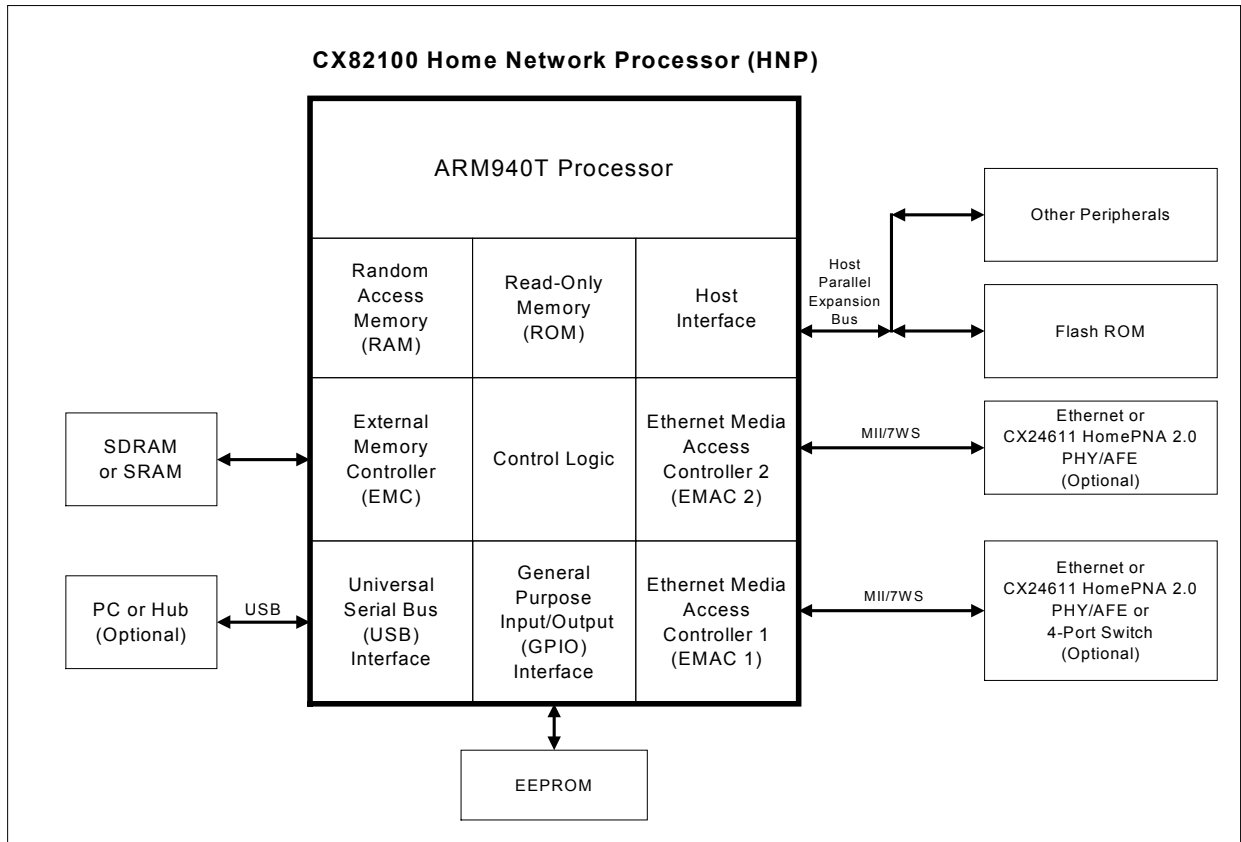 CX82100 Home Network Processor (HNP)
ARM940T Processor
Random
Access
Memory
(RAM)
Read-Only
Memory
(ROM)
Host
Interface
Host
Parallel
Expansion
Bus
Other Peripherals
Flash ROM
SDRAM
or SRAM
External
Memory
Controller
(EMC)
Control Logic
Ethernet Media
Access
Controller 2
(EMAC 2)
MII/7WS
Ethernet or
CX24611 HomePNA 2.0
PHY/AFE
(Optional)
PC or Hub
(Optional)
USB
Universal
Serial Bus
(USB)
Interface
General
Purpose
Input/Output
(GPIO)
Interface
Ethernet Media
Access
Controller 1
(EMAC 1)
MII/7WS
Ethernet or
CX24611 HomePNA 2.0
PHY/AFE or
4-Port Switch
(Optional)
EEPROM